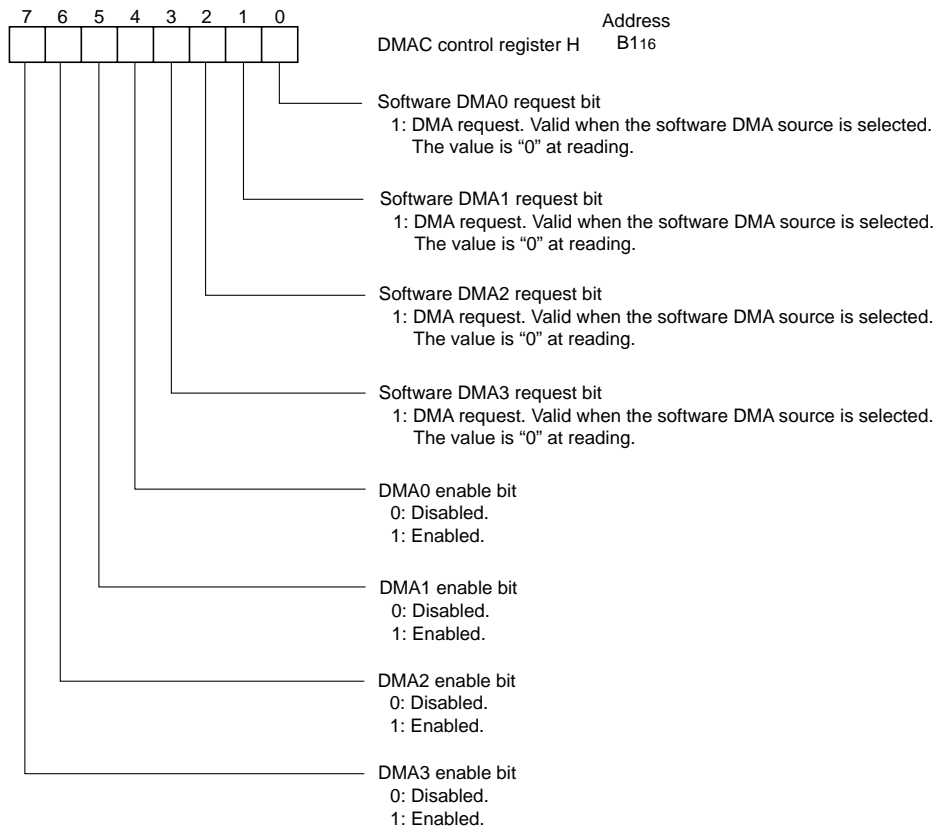 7 6 5 4 3 2 1 0
Address
DMAC control register H B116
Software DMA0 request bit
1: DMA request. Valid when the software DMA source is selected.
The value is “0” at reading.
Software DMA1 request bit
1: DMA request. Valid when the software DMA source is selected.
The value is “0” at reading.
Software DMA2 request bit
1: DMA request. Valid when the software DMA source is selected.
The value is “0” at reading.
Software DMA3 request bit
1: DMA request. Valid when the software DMA source is selected.
The value is “0” at reading.
DMA0 enable bit
0: Disabled.
1: Enabled.
DMA1 enable bit
0: Disabled.
1: Enabled.
DMA2 enable bit
0: Disabled.
1: Enabled.
DMA3 enable bit
0: Disabled.
1: Enabled.